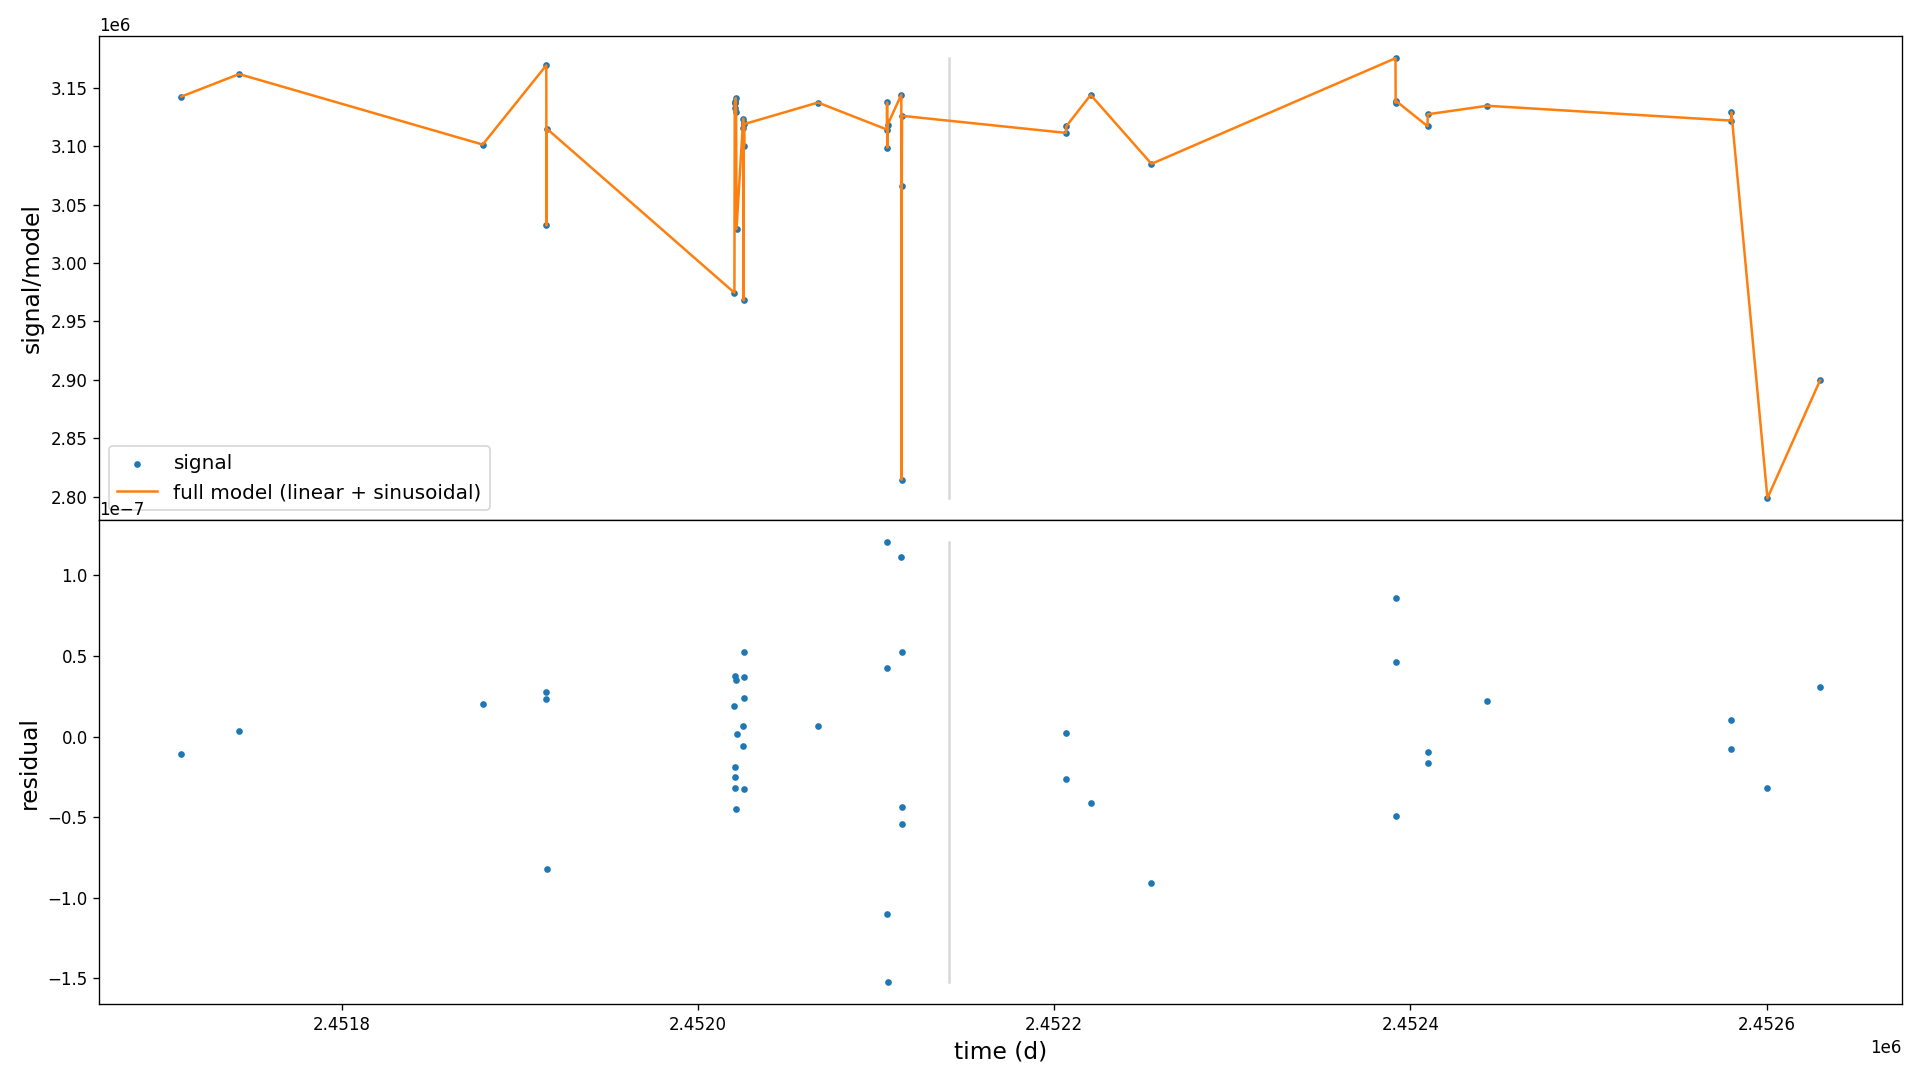 1e6
3.15
3.10
3.05
3.00
2.95
2.90
2.85
2.80
signal/model
signal
full model (linear + sinusoidal)
1e−7
1.0
0.5
0.0
−0.5
−1.0
−1.5
residual
2.4518
2.4520
2.4522
2.4524
2.4526
time (d)
1e6